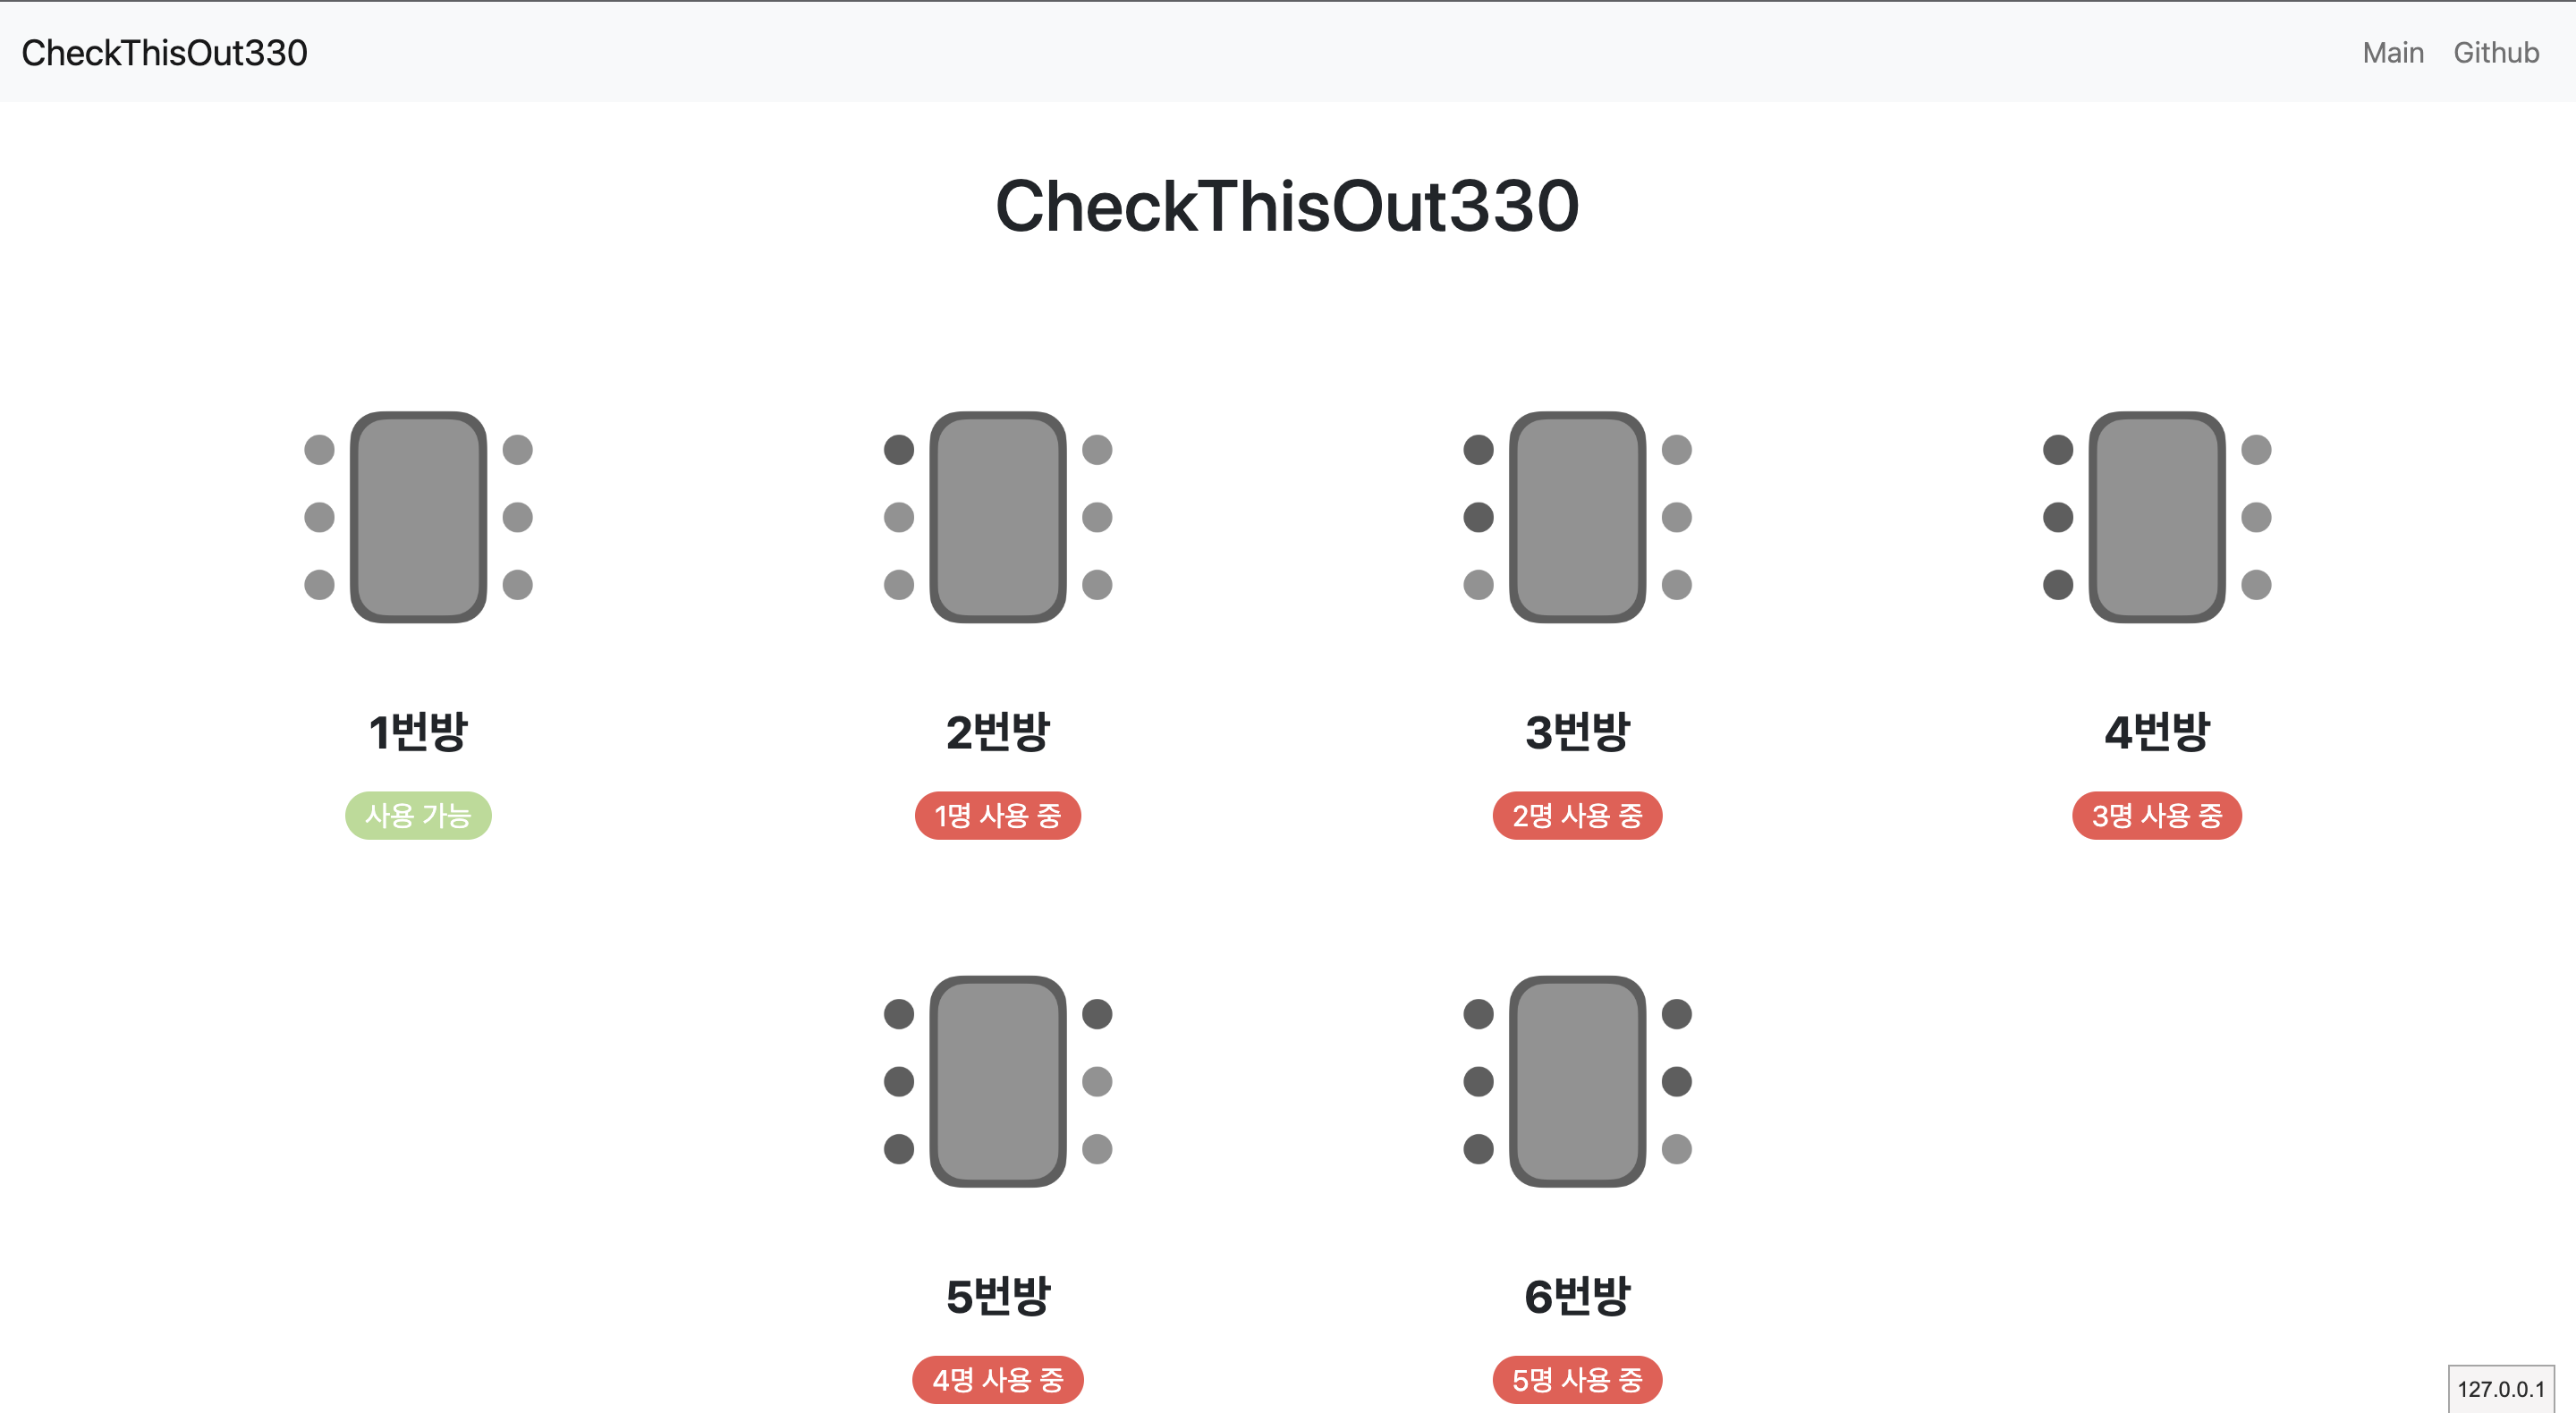 CheckThisOut330
Main Github
CheckThisOut330
1번방 2번방 3번방 4번방
사용 가능 1명 사용 중 2명 사용 중 3명 사용 중
5번방 6번방
4명 사용 중 5명 사용 중
127.0.0.1